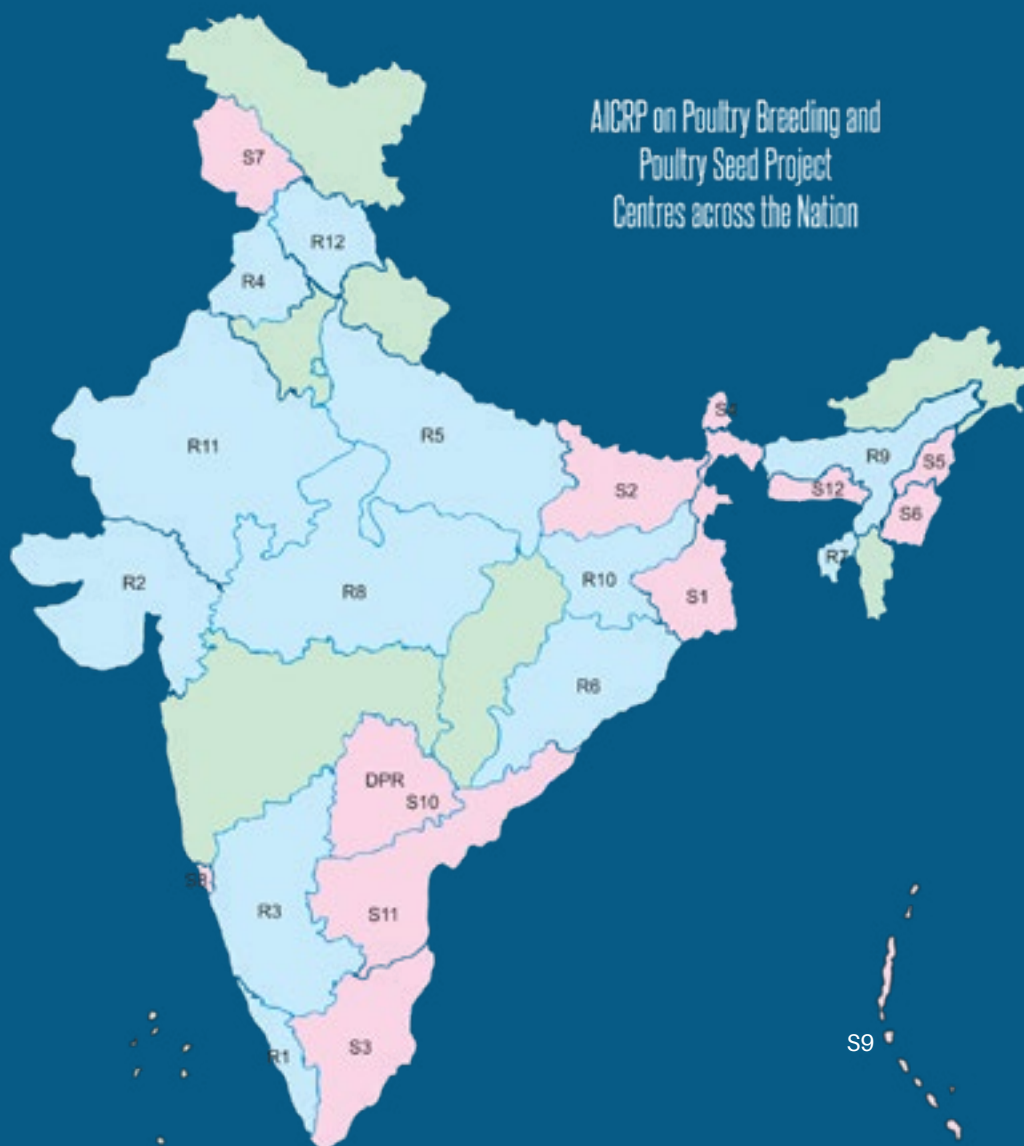 AICRP on Poultry Breeding and
Poultry Seed Project
Centres across the Nation
S7
R12
R4
R11
R5
S2
R9
S5
S12
S6
R7
R2
R8
R10
S1
R6
DPR
S10
R3
S11
S9
R1
S3